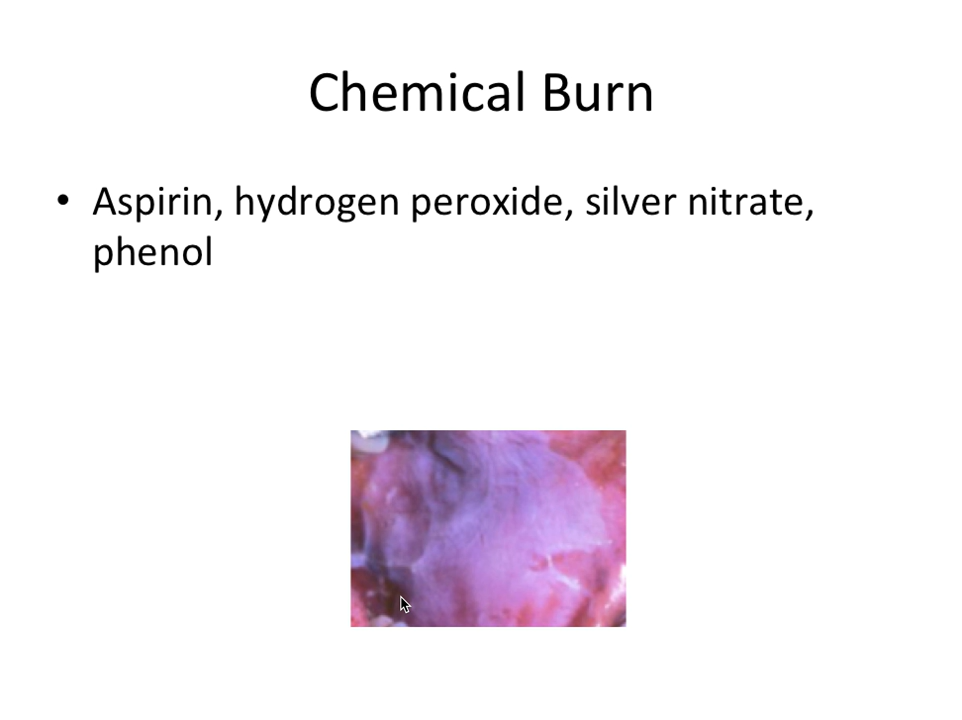 Chemical Burn
• Aspirin, hydrogen peroxide, silver nitrate,
phenol